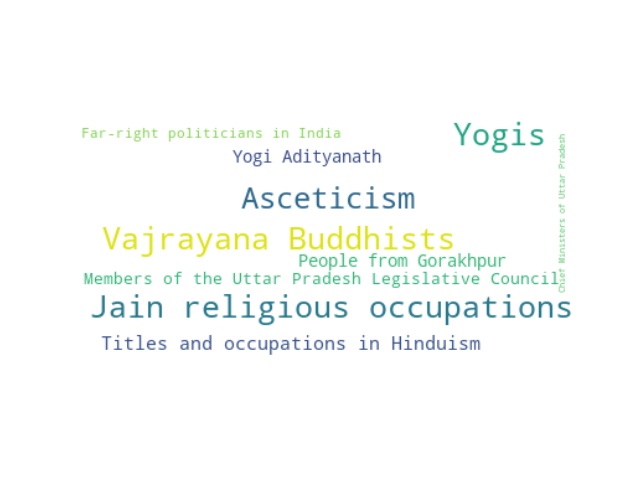 Far-right politicians in India
Yogis
Yogi Adityanath
Asceticism
Vajrayana Buddhists
People from Gorakhpur
Members of the Uttar Pradesh Legislative Council
Jain religious occupations
Titles and occupations in Hinduism
Chief Ministers of Uttar Pradesh